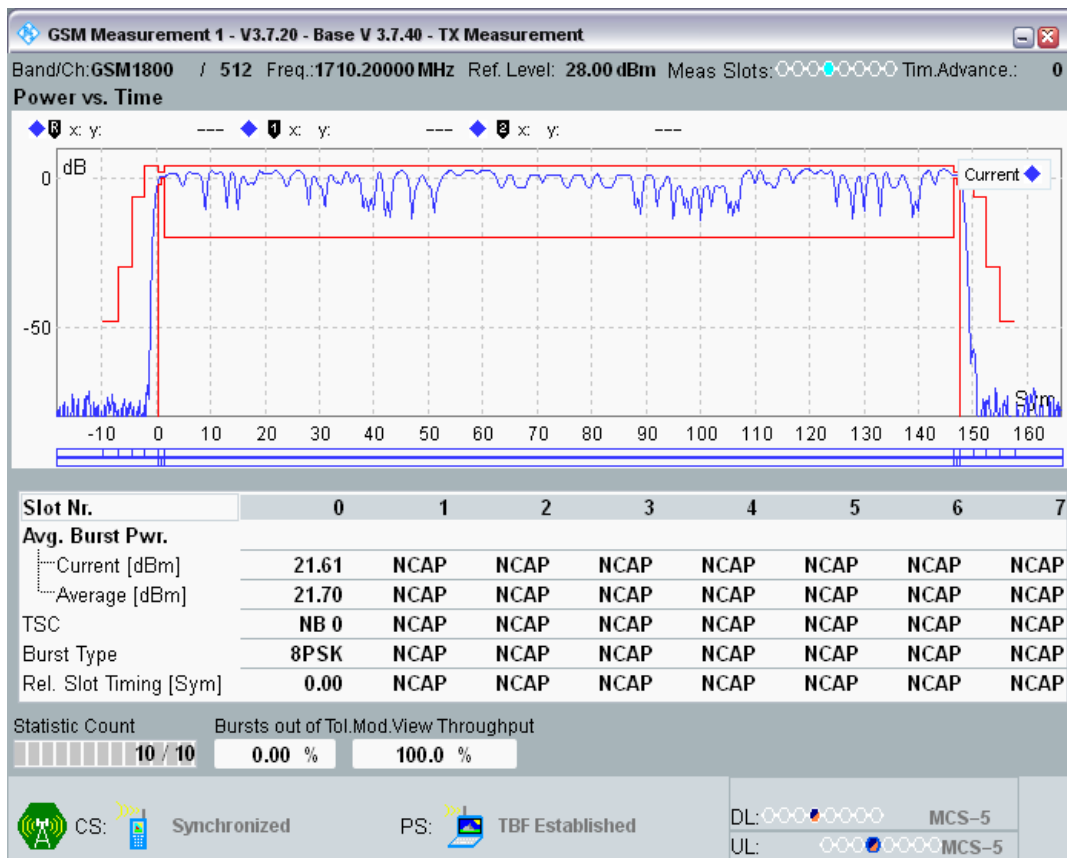 GSM Measurement 1 - V3.7.20 - Base V 3.7.40 - TX Measurement
Band/Ch:GSM1800 / 512 Freq.:1710.20000 MHz Ref. Level: 28.00 dBm Meas Slots: Tim.Advance.: 0
Power vs. Time
R x: y: --- 1 x: y: --- 2 x: y: ---
dB
Current
0
-50
Sym
-10 0 10 20 30 40 50 60 70 80 90 100 110 120 130 140 150 160
Slot Nr. 0 1 2 3 4 5 6 7
Avg. Burst Pwr.
Current [dBm] 21.61 NCAP NCAP NCAP NCAP NCAP NCAP NCAP
Average [dBm] 21.70 NCAP NCAP NCAP NCAP NCAP NCAP NCAP
TSC NB 0 NCAP NCAP NCAP NCAP NCAP NCAP NCAP
Burst Type 8PSK NCAP NCAP NCAP NCAP NCAP NCAP NCAP
Rel. Slot Timing [Sym] 0.00 NCAP NCAP NCAP NCAP NCAP NCAP NCAP
Statistic Count Bursts out of Tol. Mod.View Throughput
10 / 10 0.00 % 100.0 %
CS: Synchronized PS: TBF Established
DL: MCS-5
UL: MCS-5